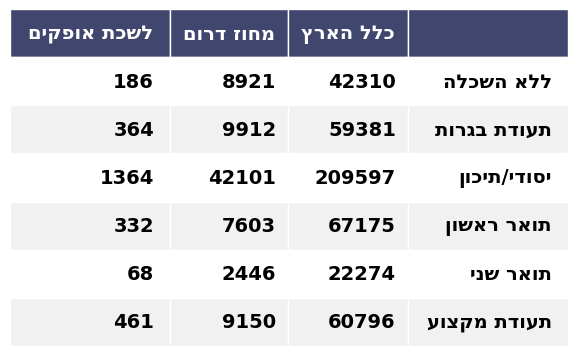 כלל הארץ מחוז דרום לשכת אופקים
ללא השכלה 42310 8921 186
תעודת בגרות 59381 9912 364
יסודי/תיכון 209597 42101 1364
תואר ראשון 67175 7603 332
תואר שני 22274 2446 68
תעודת מקצוע 60796 9150 461